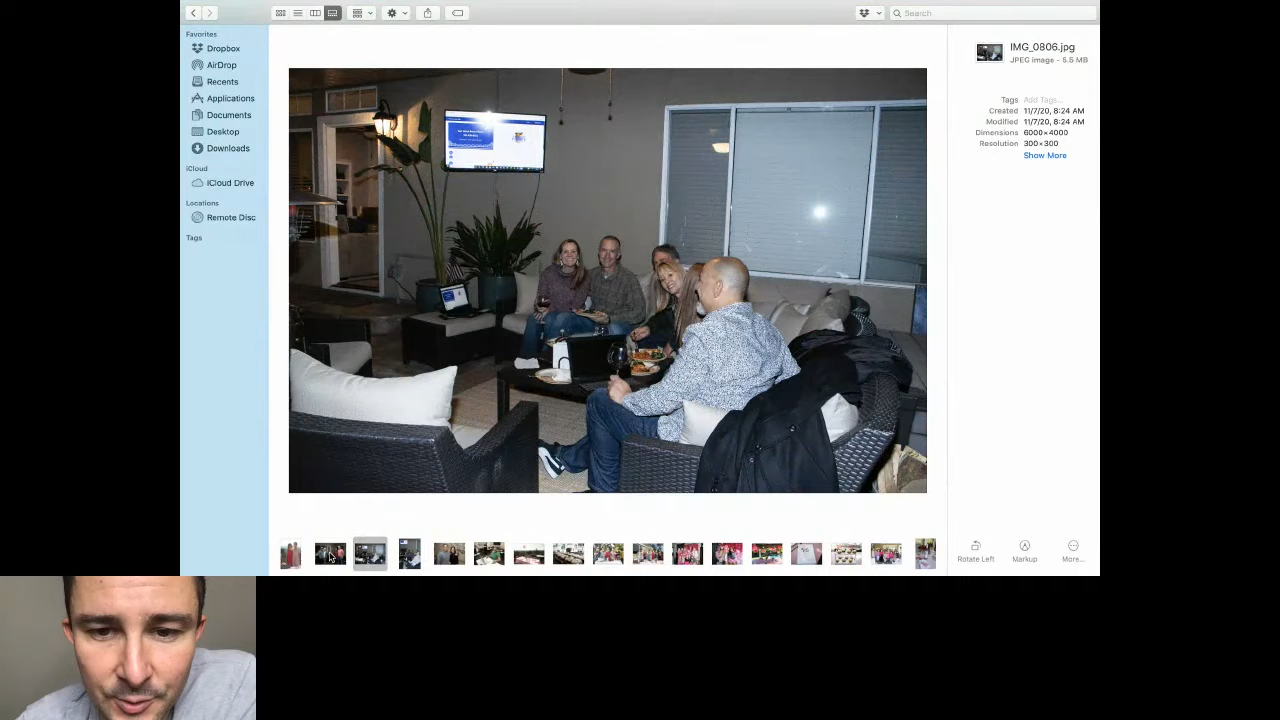 Search
Favorites
Dropbox
AirDrop
Recents
Applications
Documents
Desktop
Downloads
iCloud
iCloud Drive
Locations
Remote Disc
Tags
IMG_0806.jpg
JPEG image - 5.5 MB
Tags Add Tags...
Created 11/7/20, 8:24 AM
Modified 11/7/20, 8:24 AM
Dimensions 6000×4000
Resolution 300×300
Show More
Rotate Left
Markup
More...